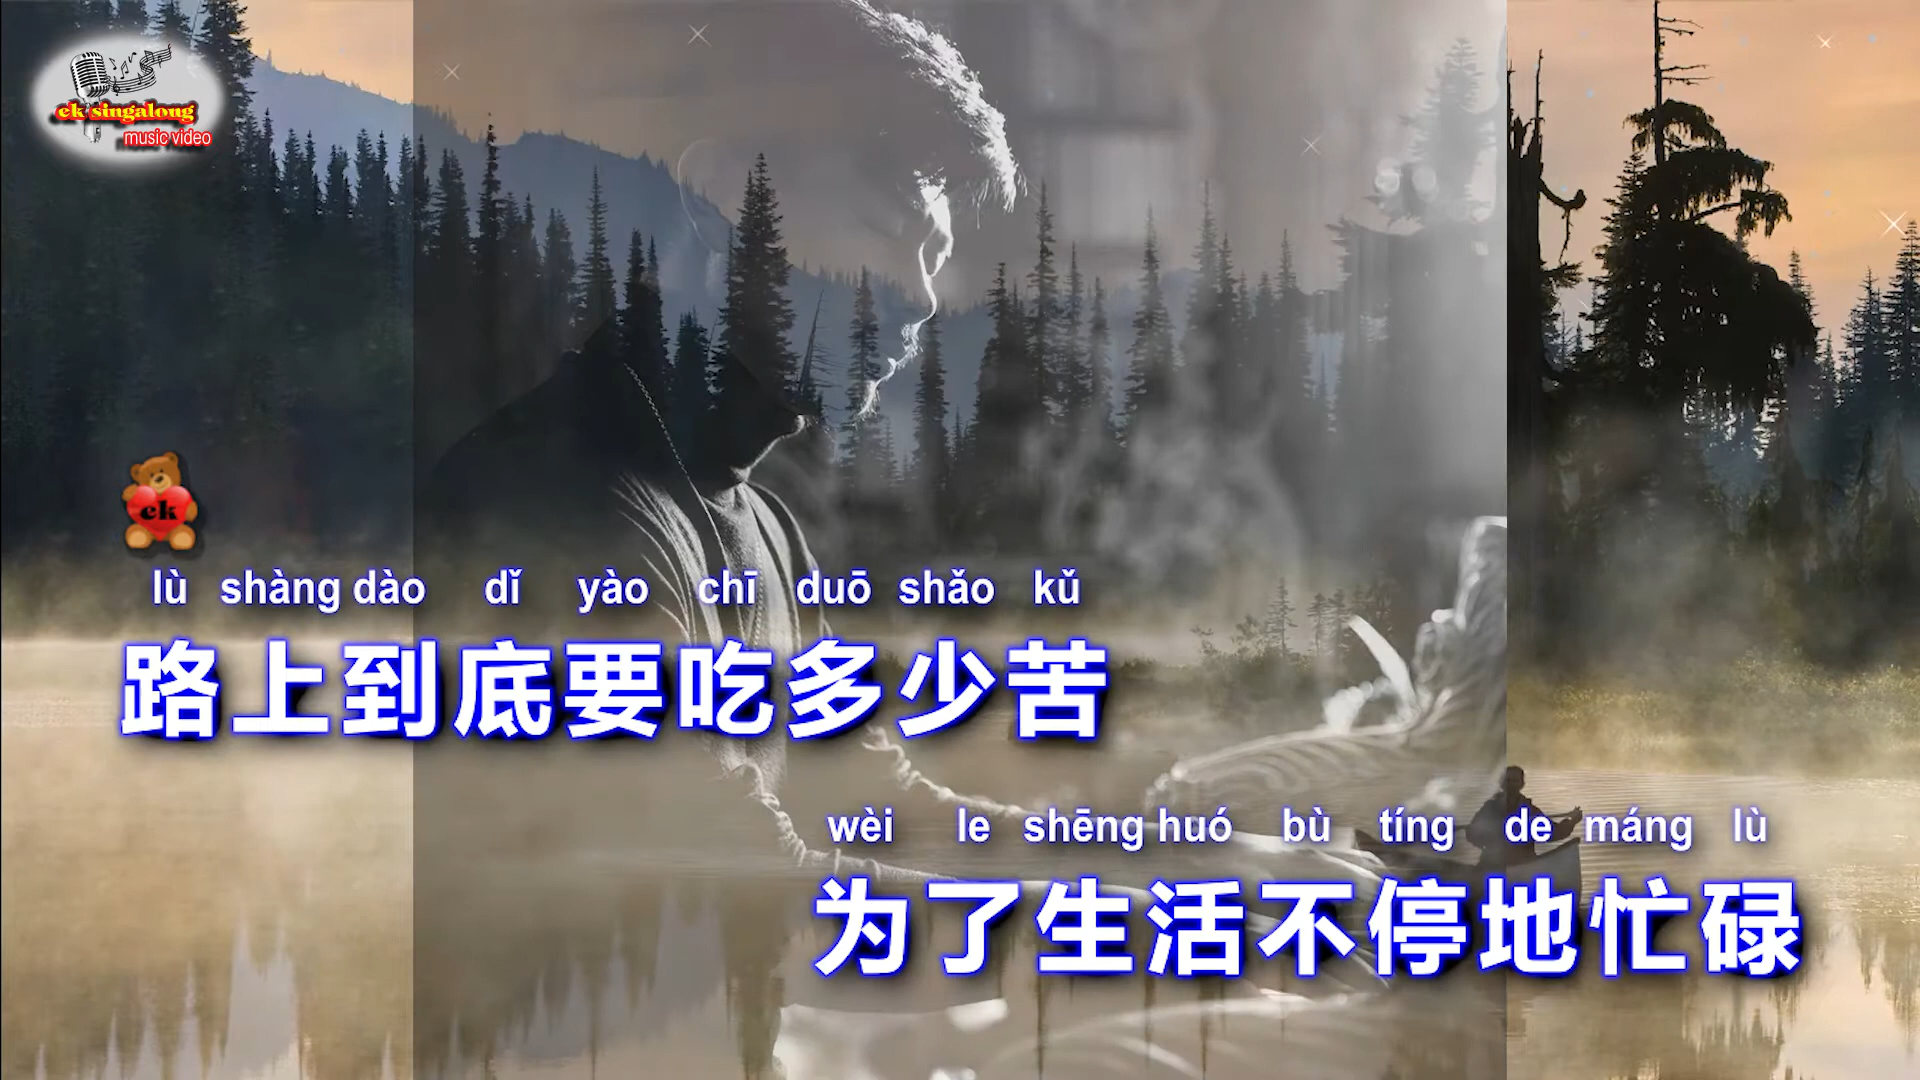 ek singalong
music video
ek
lù shàng dào dǐ yào chī duō shǎo kǔ
路上到底要吃多少苦
wèi le shēng huó bù tíng de máng lù
为了生活不停地忙碌